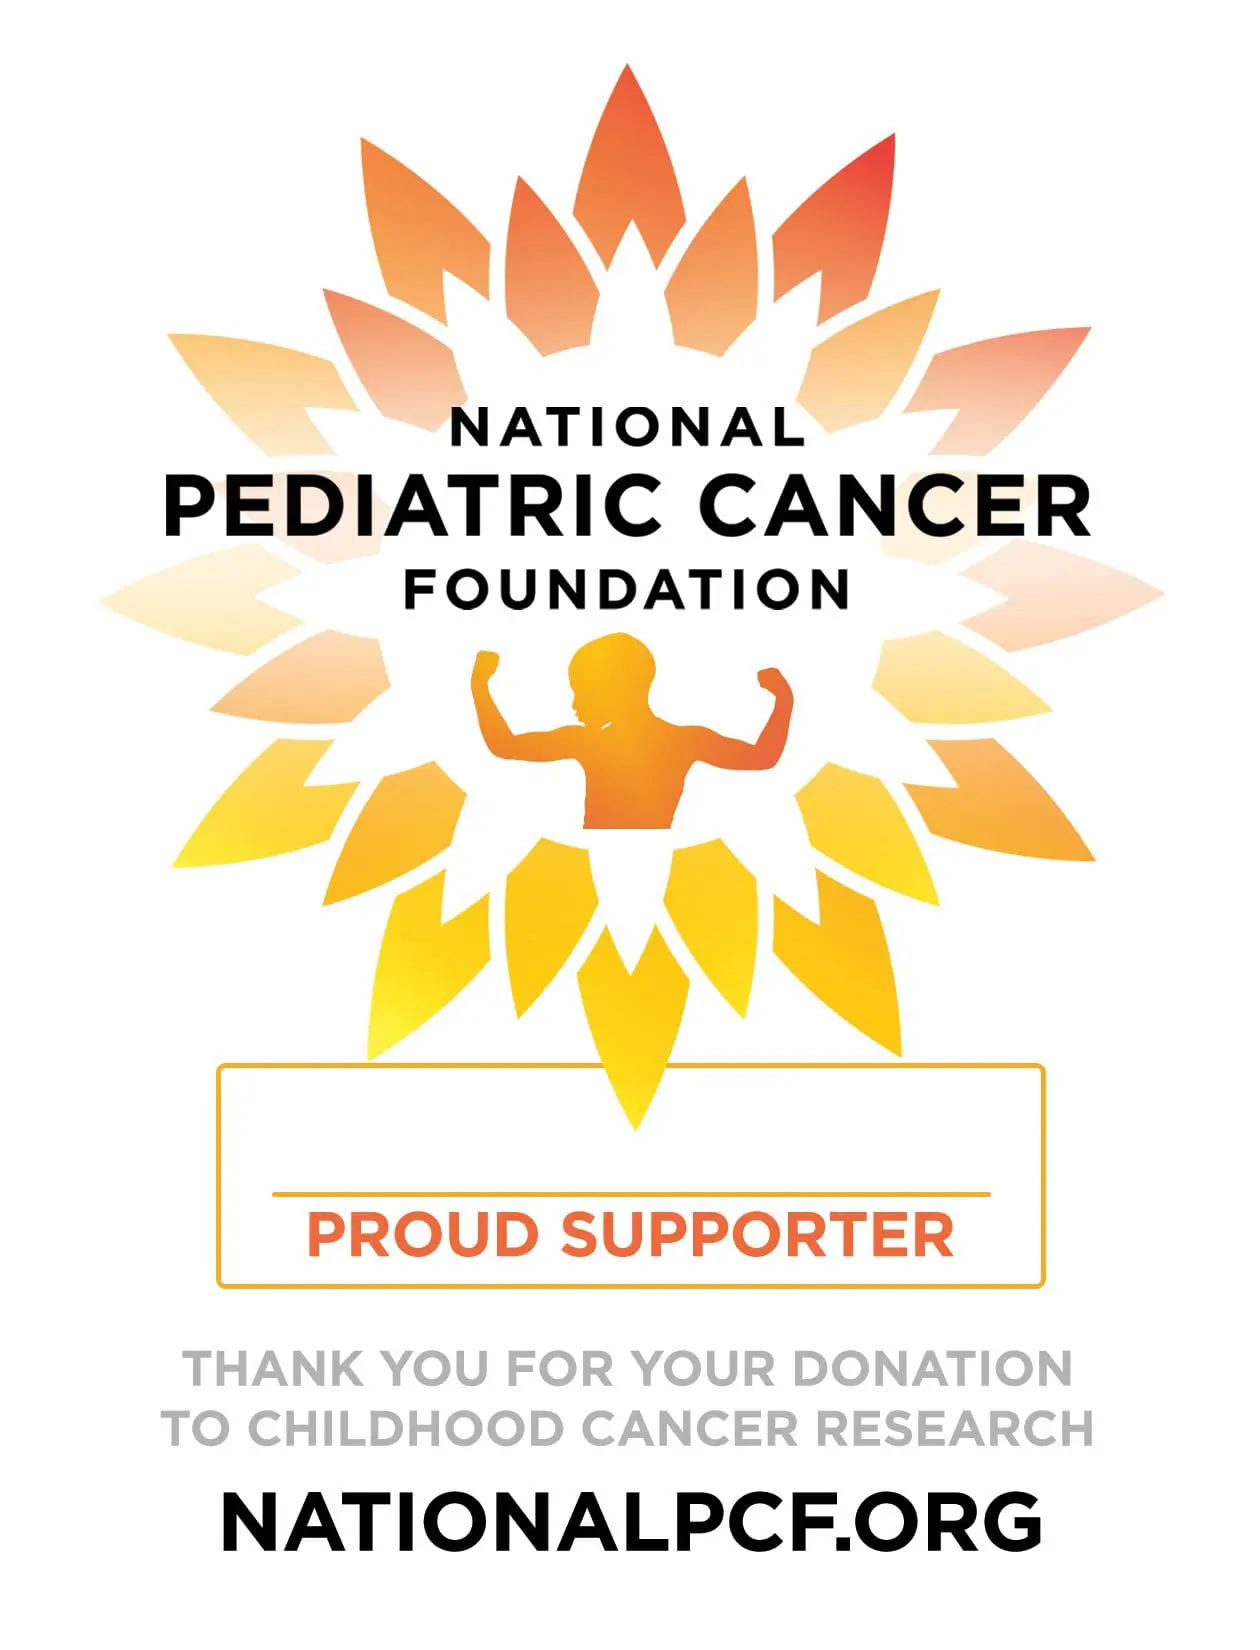 NATIONAL
PEDIATRIC CANCER
FOUNDATION
PROUD SUPPORTER
THANK YOU FOR YOUR DONATION
TO CHILDHOOD CANCER RESEARCH
NATIONALPCF.ORG